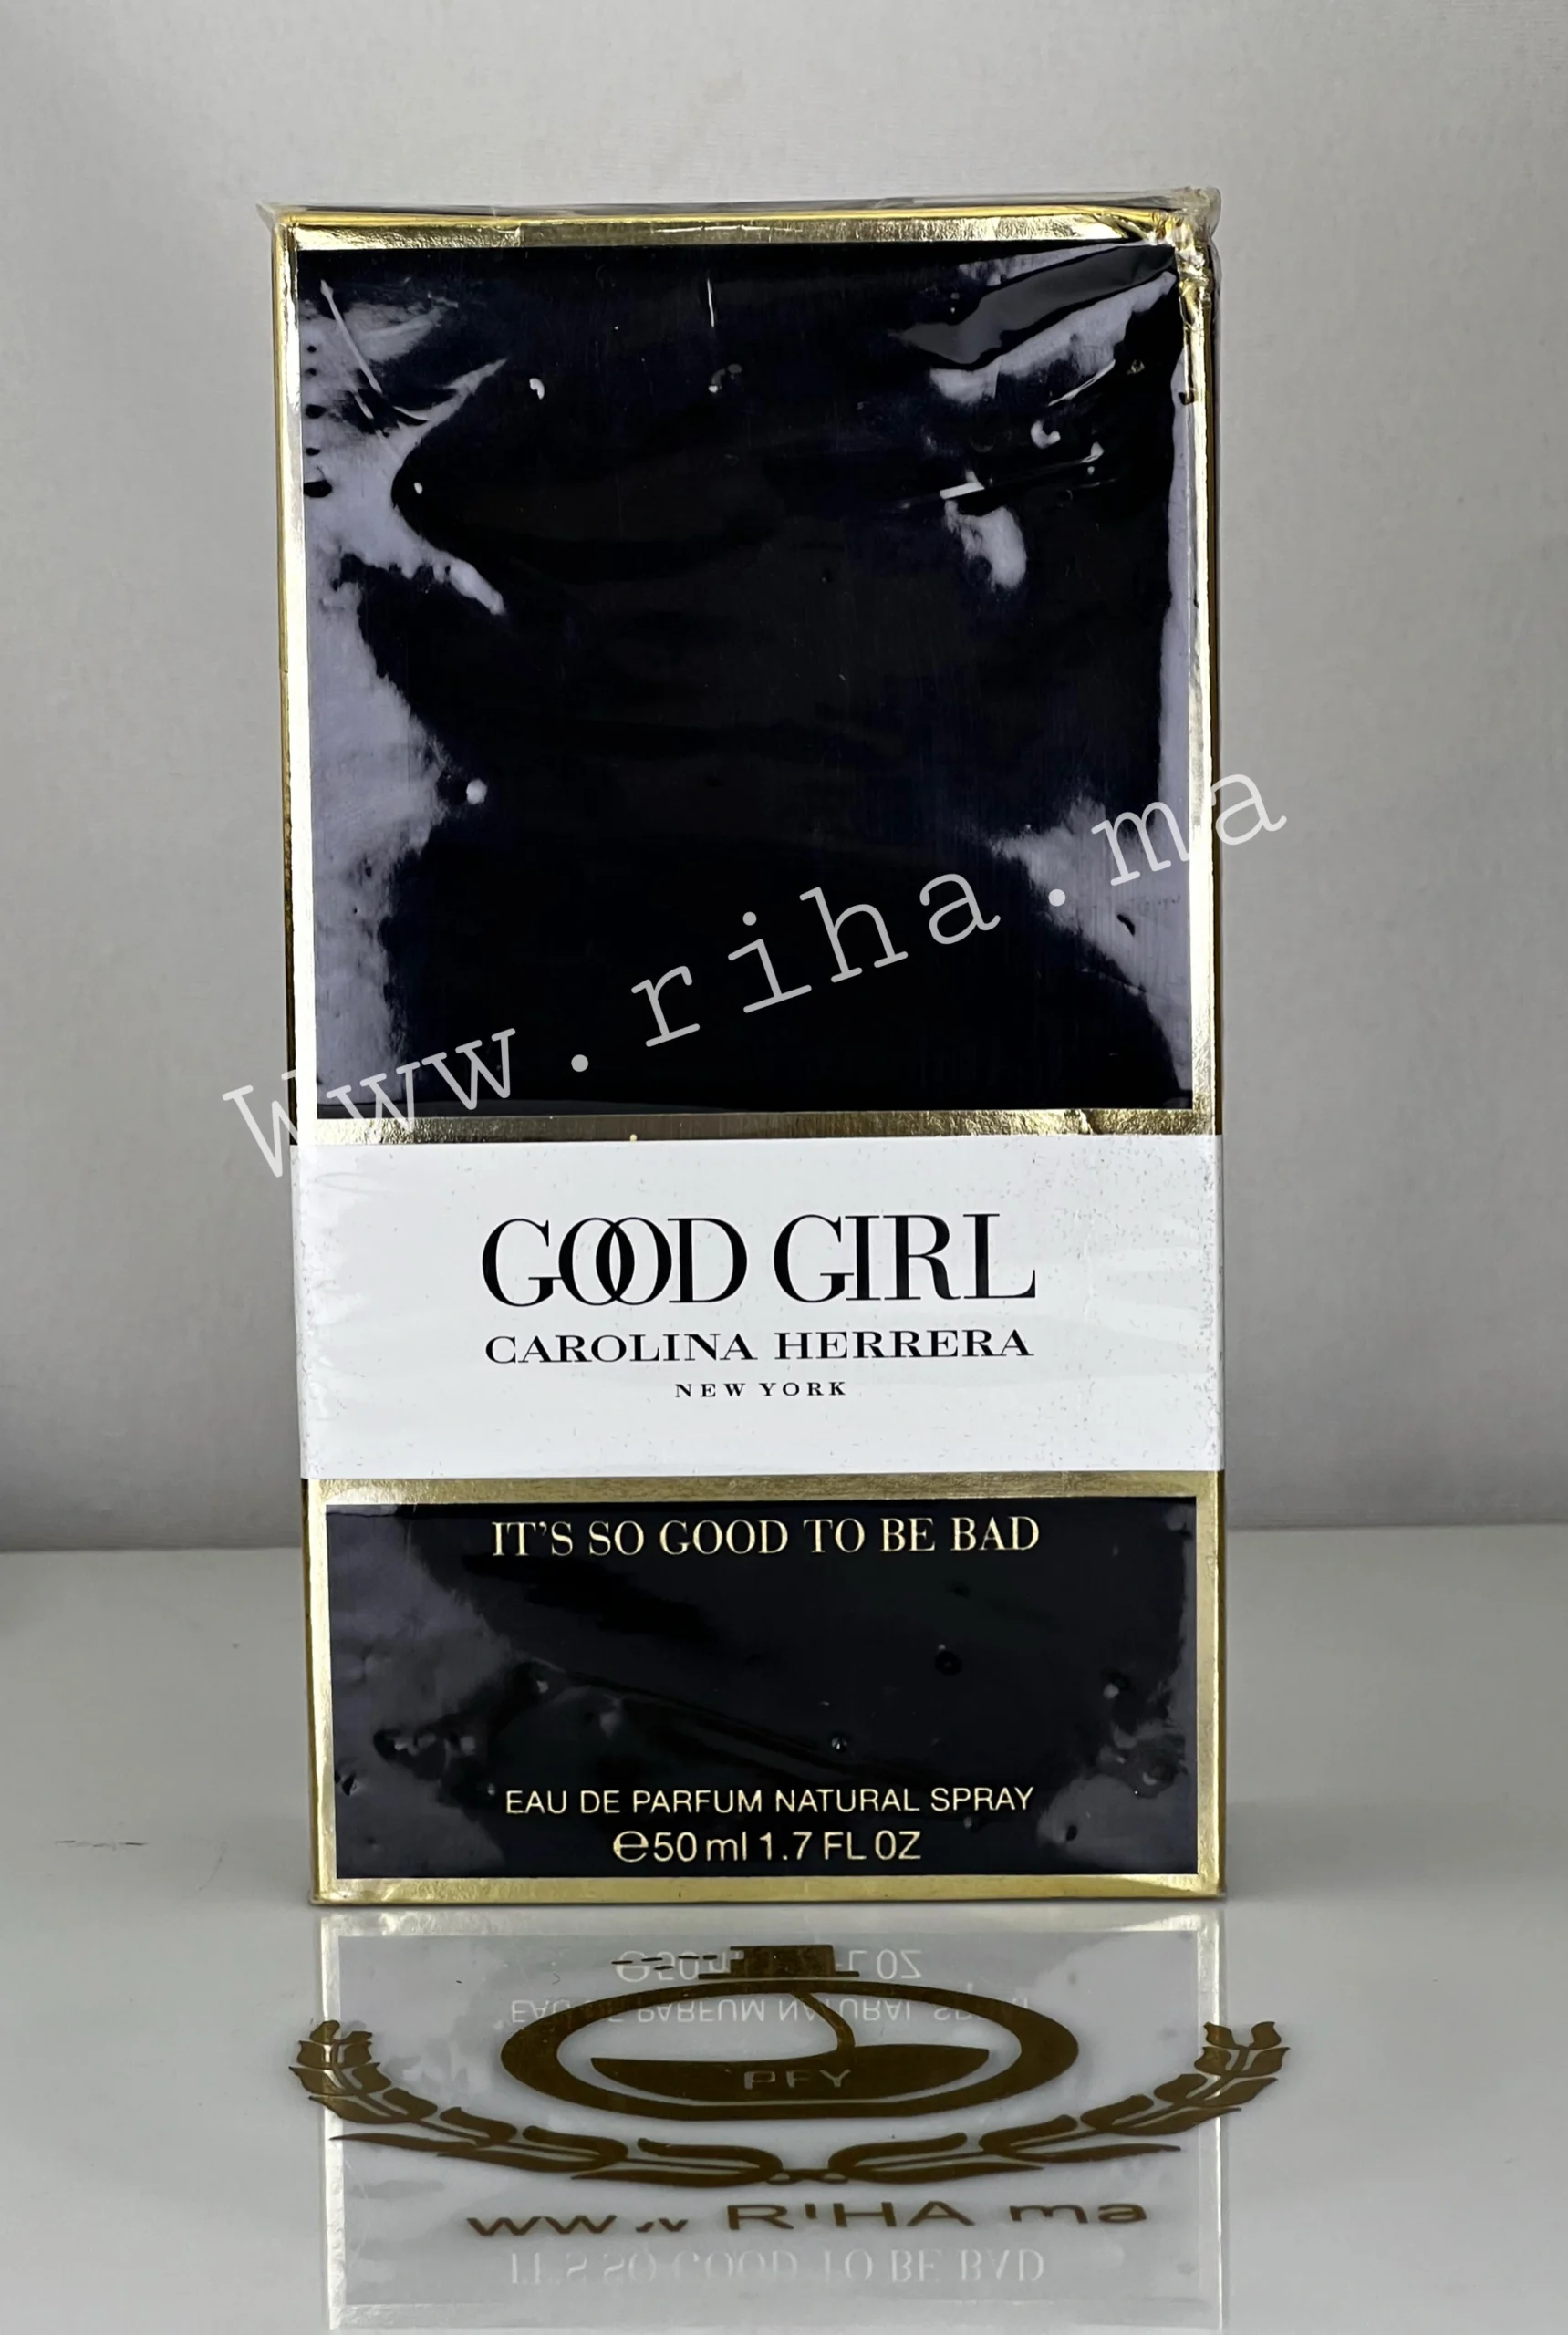 www.riha.ma
GOOD GIRL
CAROLINA HERRERA
NEW YORK
IT'S SO GOOD TO BE BAD
EAU DE PARFUM NATURAL SPRAY
℮50 ml 1.7 FL OZ
www.RIHA ma